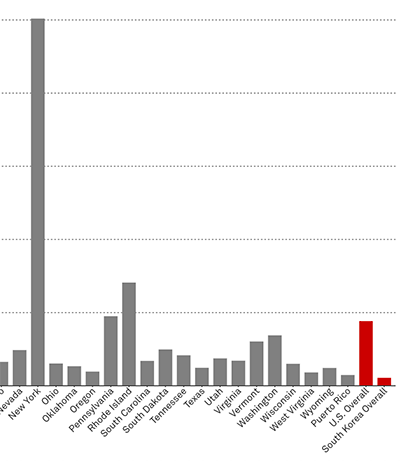 Nevada
New York
Ohio
Oklahoma
Oregon
Pennsylvania
Rhode Island
South Carolina
South Dakota
Tennessee
Texas
Utah
Virginia
Vermont
Washington
Wisconsin
West Virginia
Wyoming
Puerto Rico
U.S. Overall
South Korea Overall